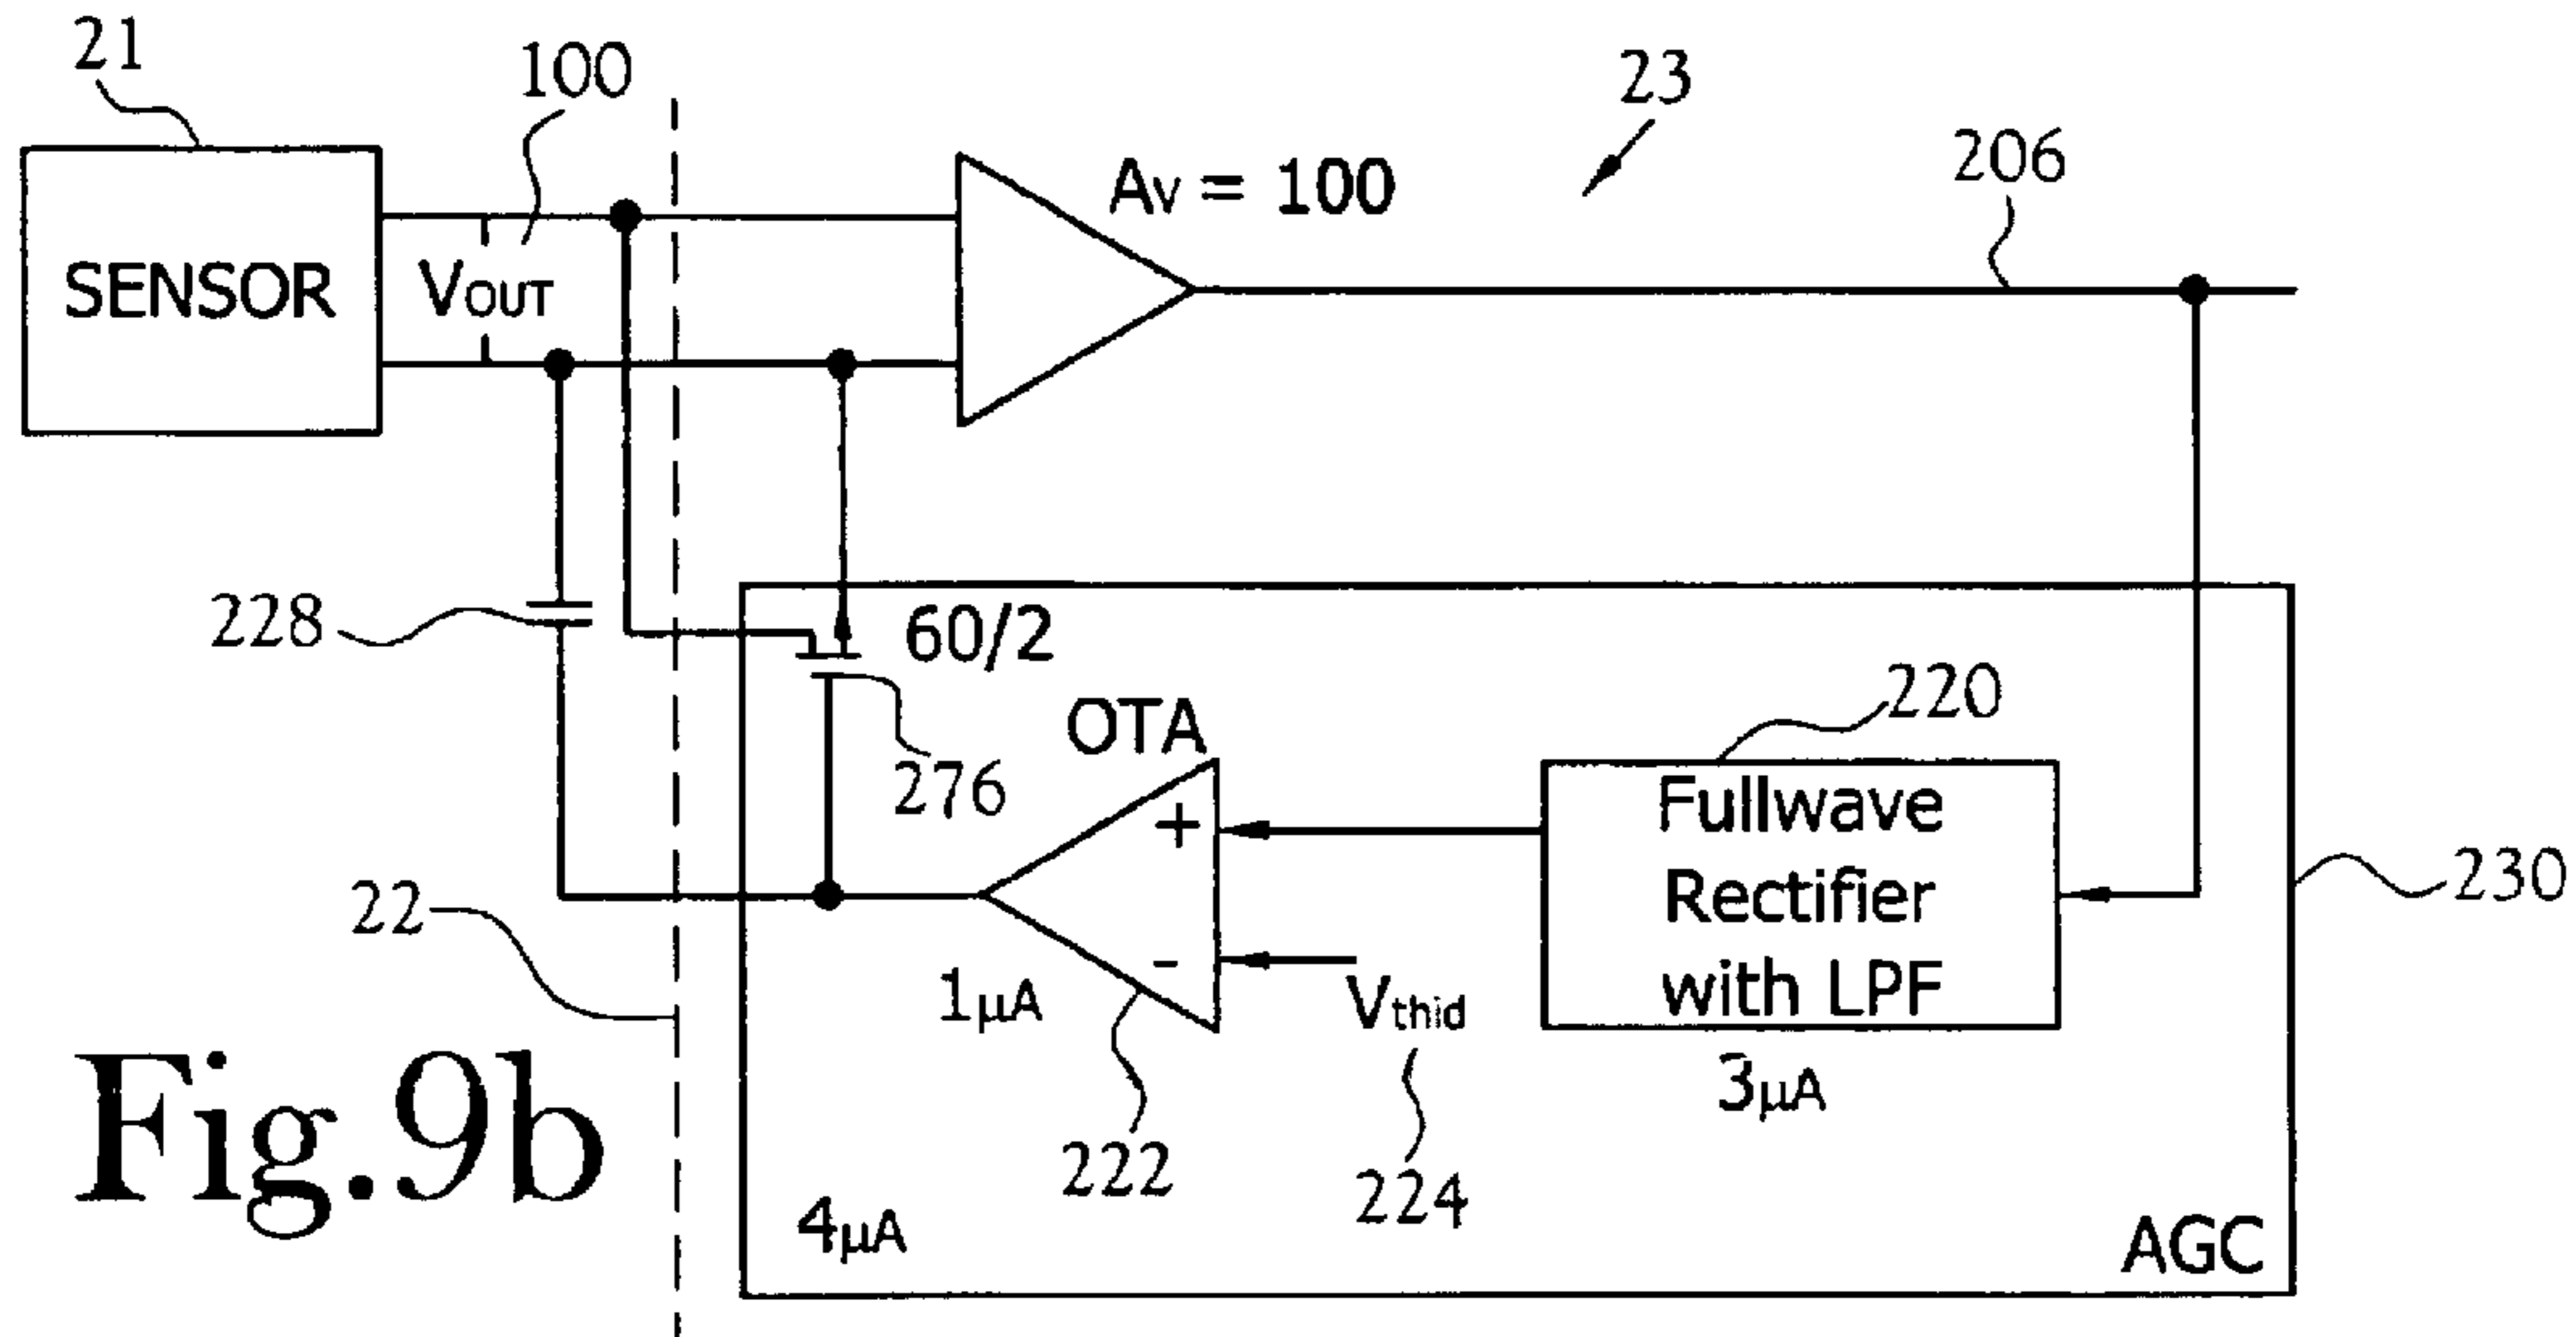 21
100
23
206
SENSOR
VOUT
AV = 100
228
60/2
276
OTA
220
+
-
Fullwave
Rectifier
with LPF
230
22
1µA
Vthid
3µA
222
224
4µA
AGC
Fig.9b